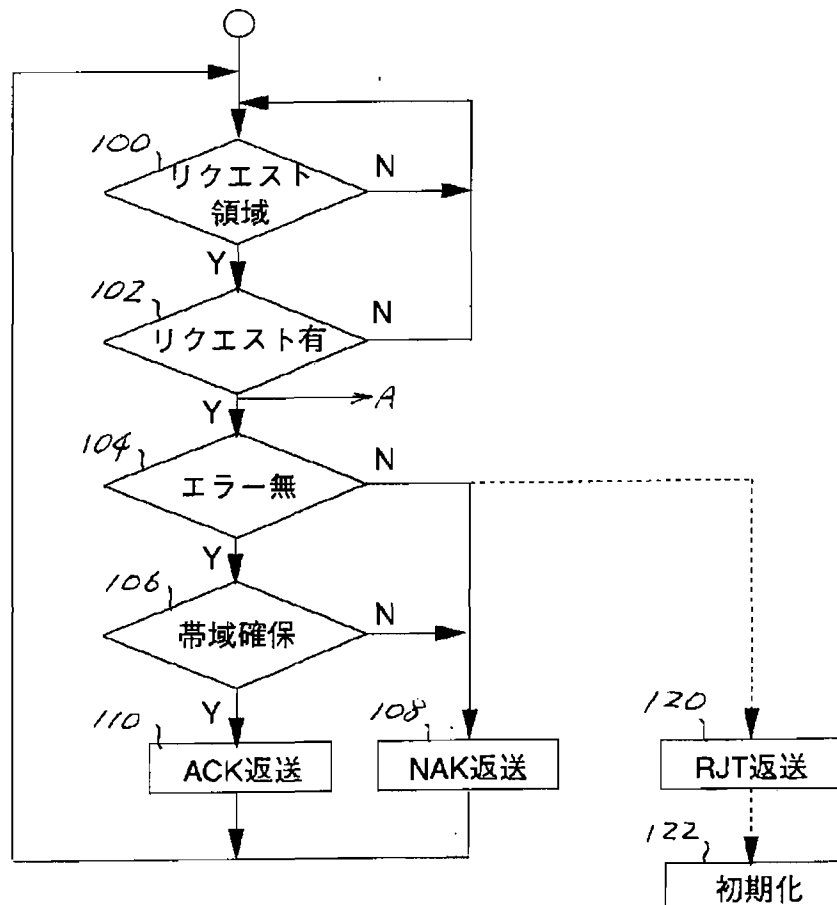 100
リクエスト
領域
N
Y
102
リクエスト有
N
Y
A
104
エラー無
N
Y
106
帯域確保
N
Y
110
ACK返送
108
NAK返送
120
RJT返送
122
初期化